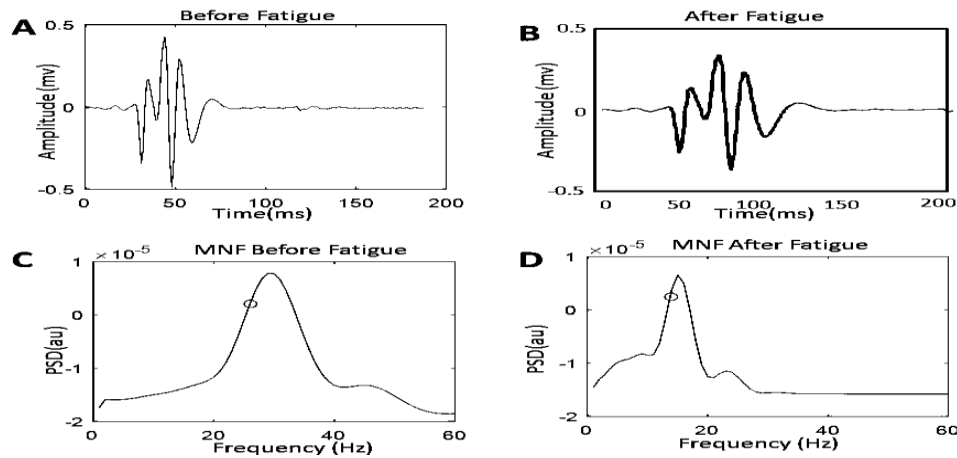 A
Before Fatigue
Amplitude(mv)
0.5
0
-0.5
0 50 100 150 200
Time(ms)
B
After Fatigue
Amplitude(mv)
0.5
0
-0.5
0 50 100 150 200
Time(ms)
C
MNF Before Fatigue
× 10-5
PSD(au)
1
0
-1
-2
0 20 40 60
Frequency (Hz)
D
MNF After Fatigue
× 10-5
PSD(au)
1
0
-1
-2
0 20 40 60
Frequency (Hz)